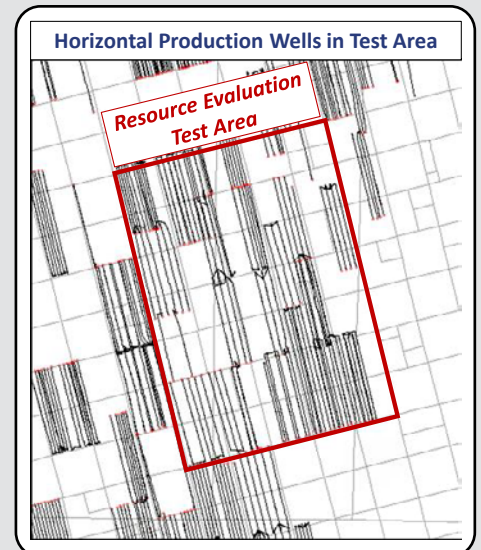 Horizontal Production Wells in Test Area
Resource Evaluation
Test Area